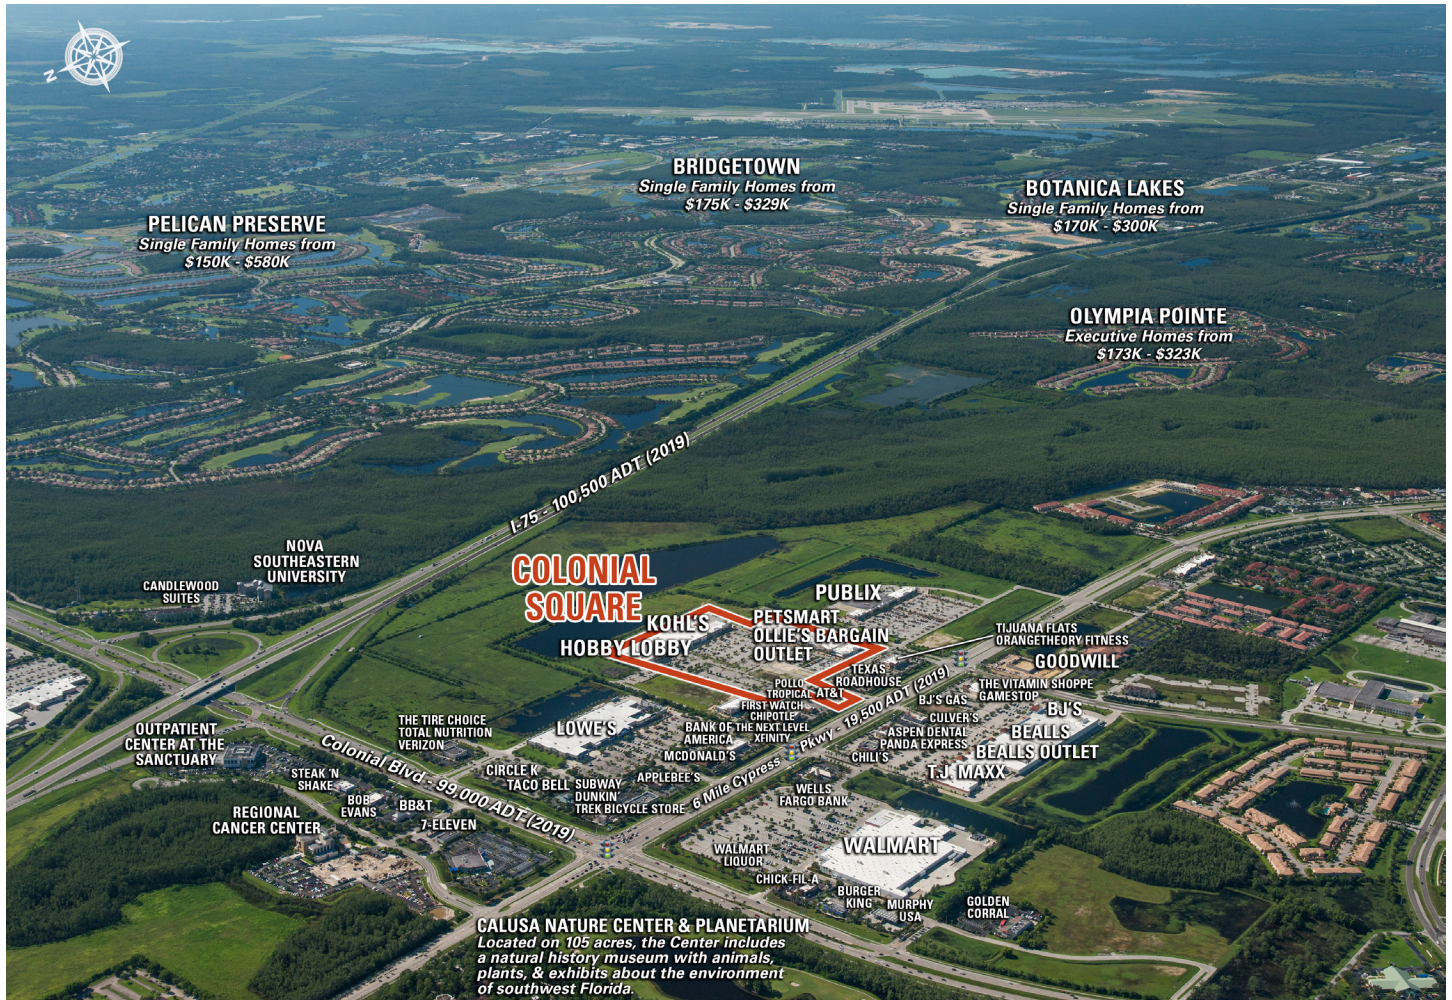 N
BRIDGETOWN
Single Family Homes from
$175K - $329K
BOTANICA LAKES
Single Family Homes from
$170K - $300K
PELICAN PRESERVE
Single Family Homes from
$150K - $580K
OLYMPIA POINTE
Executive Homes from
$173K - $323K
I-75 - 100,500 ADT (2019)
NOVA
SOUTHEASTERN
UNIVERSITY
CANDLEWOOD
SUITES
COLONIAL
SQUARE
PUBLIX
KOHL'S
HOBBY LOBBY
PETSMART
OLLIE'S BARGAIN
OUTLET
TIJUANA FLATS
ORANGETHEORY FITNESS
GOODWILL
TEXAS
ROADHOUSE
POLLO
TROPICAL
AT&T
FIRST WATCH
CHIPOTLE
THE NEXT LEVEL
XFINITY
BANK OF
AMERICA
MCDONALD'S
LOWE'S
THE VITAMIN SHOPPE
GAMESTOP
BJ'S GAS
BJ'S
BEALLS
BEALLS OUTLET
T.J. MAXX
CULVER'S
ASPEN DENTAL
PANDA EXPRESS
CHILI'S
6 Mile Cypress Pkwy - 19,500 ADT (2019)
OUTPATIENT
CENTER AT THE
SANCTUARY
THE TIRE CHOICE
TOTAL NUTRITION
VERIZON
Colonial Blvd - 99,000 ADT (2019)
CIRCLE K
TACO BELL
SUBWAY
DUNKIN'
TREK BICYCLE STORE
APPLEBEE'S
STEAK 'N
SHAKE
BOB
EVANS
BB&T
7-ELEVEN
REGIONAL
CANCER CENTER
WELLS
FARGO BANK
WALMART
WALMART
LIQUOR
CHICK-FIL-A
BURGER
KING
MURPHY
USA
GOLDEN
CORRAL
CALUSA NATURE CENTER & PLANETARIUM
Located on 105 acres, the Center includes
a natural history museum with animals,
plants, & exhibits about the environment
of southwest Florida.